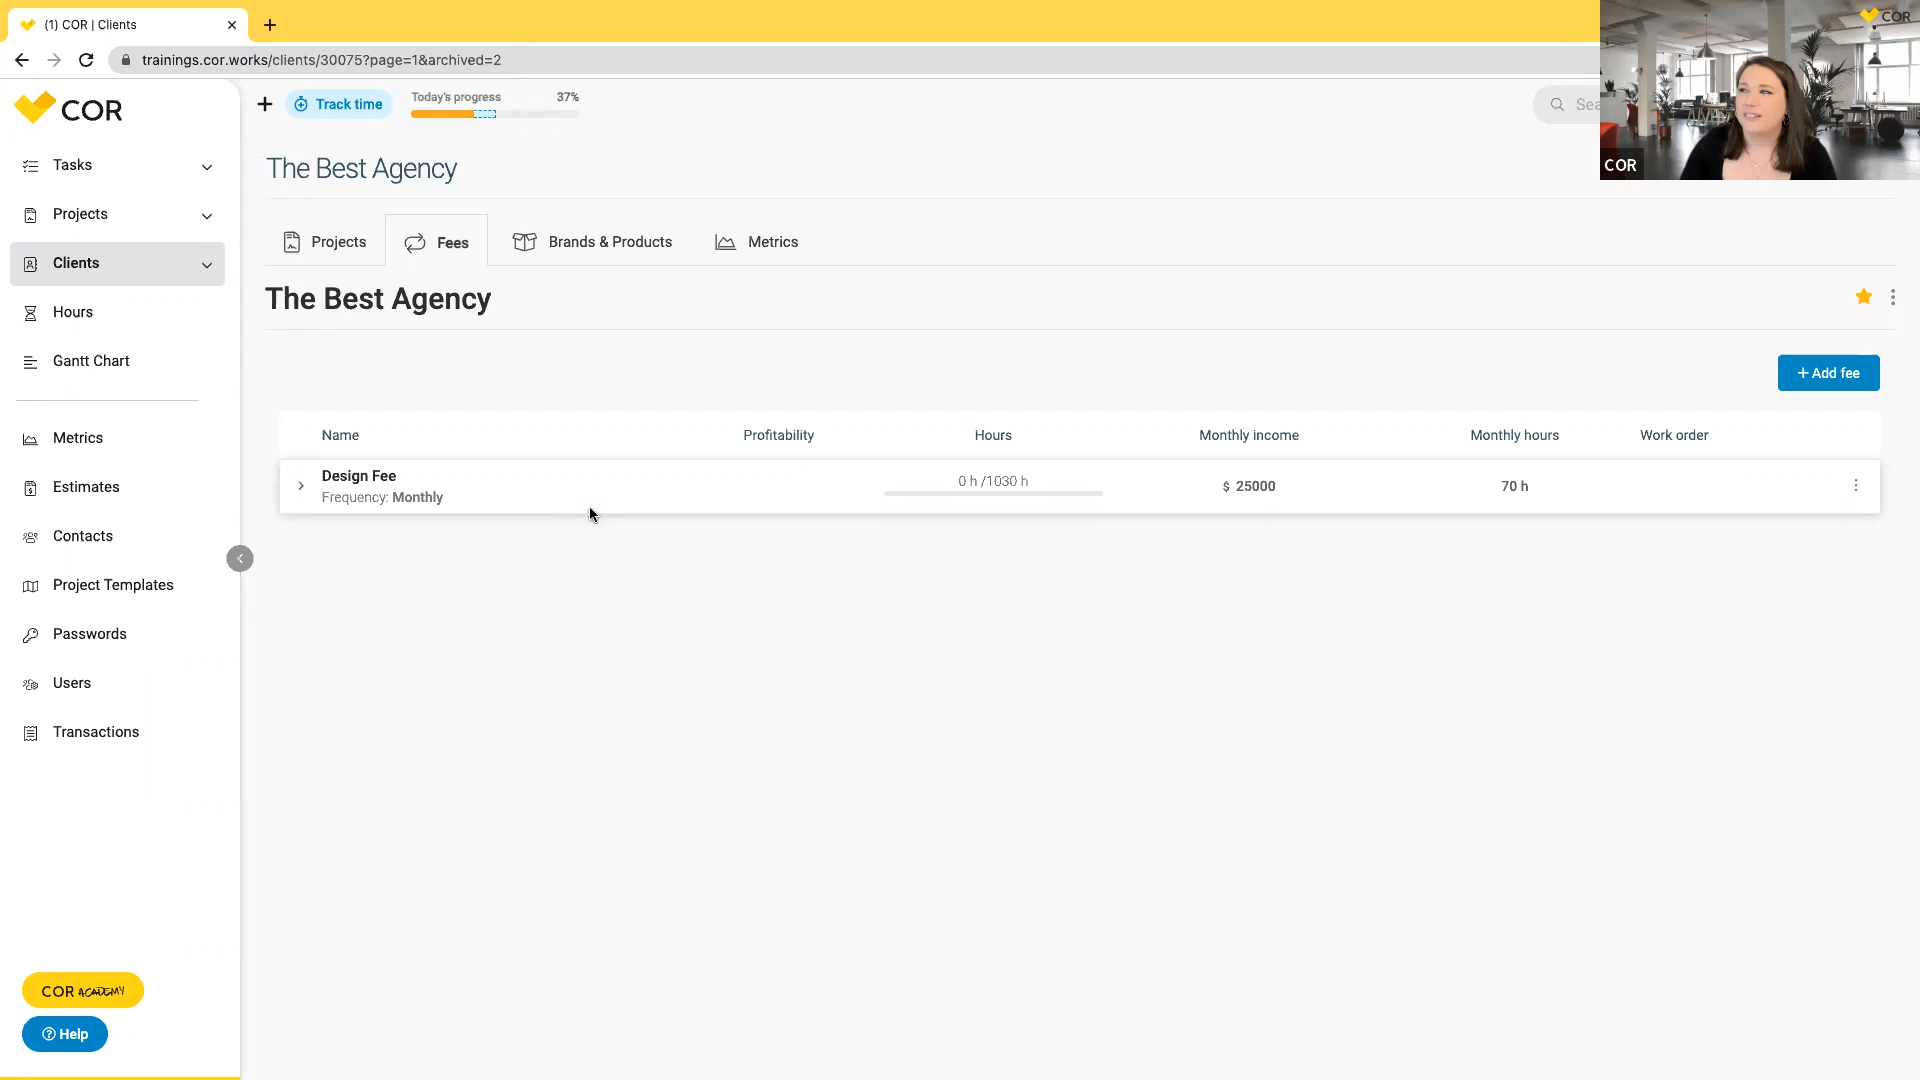 (1) COR | Clients
trainings.cor.works/clients/30075?page=1&archived=2
COR
COR
Track time
Today's progress 37%
Sea
COR
Tasks
Projects
Clients
Hours
Gantt Chart
Metrics
Estimates
Contacts
Project Templates
Passwords
Users
Transactions
COR ACADEMY
Help
The Best Agency
Projects
Fees
Brands & Products
Metrics
The Best Agency
+ Add fee
Name Profitability Hours Monthly income Monthly hours Work order
Design Fee 0 h /1030 h $ 25000 70 h
Frequency: Monthly